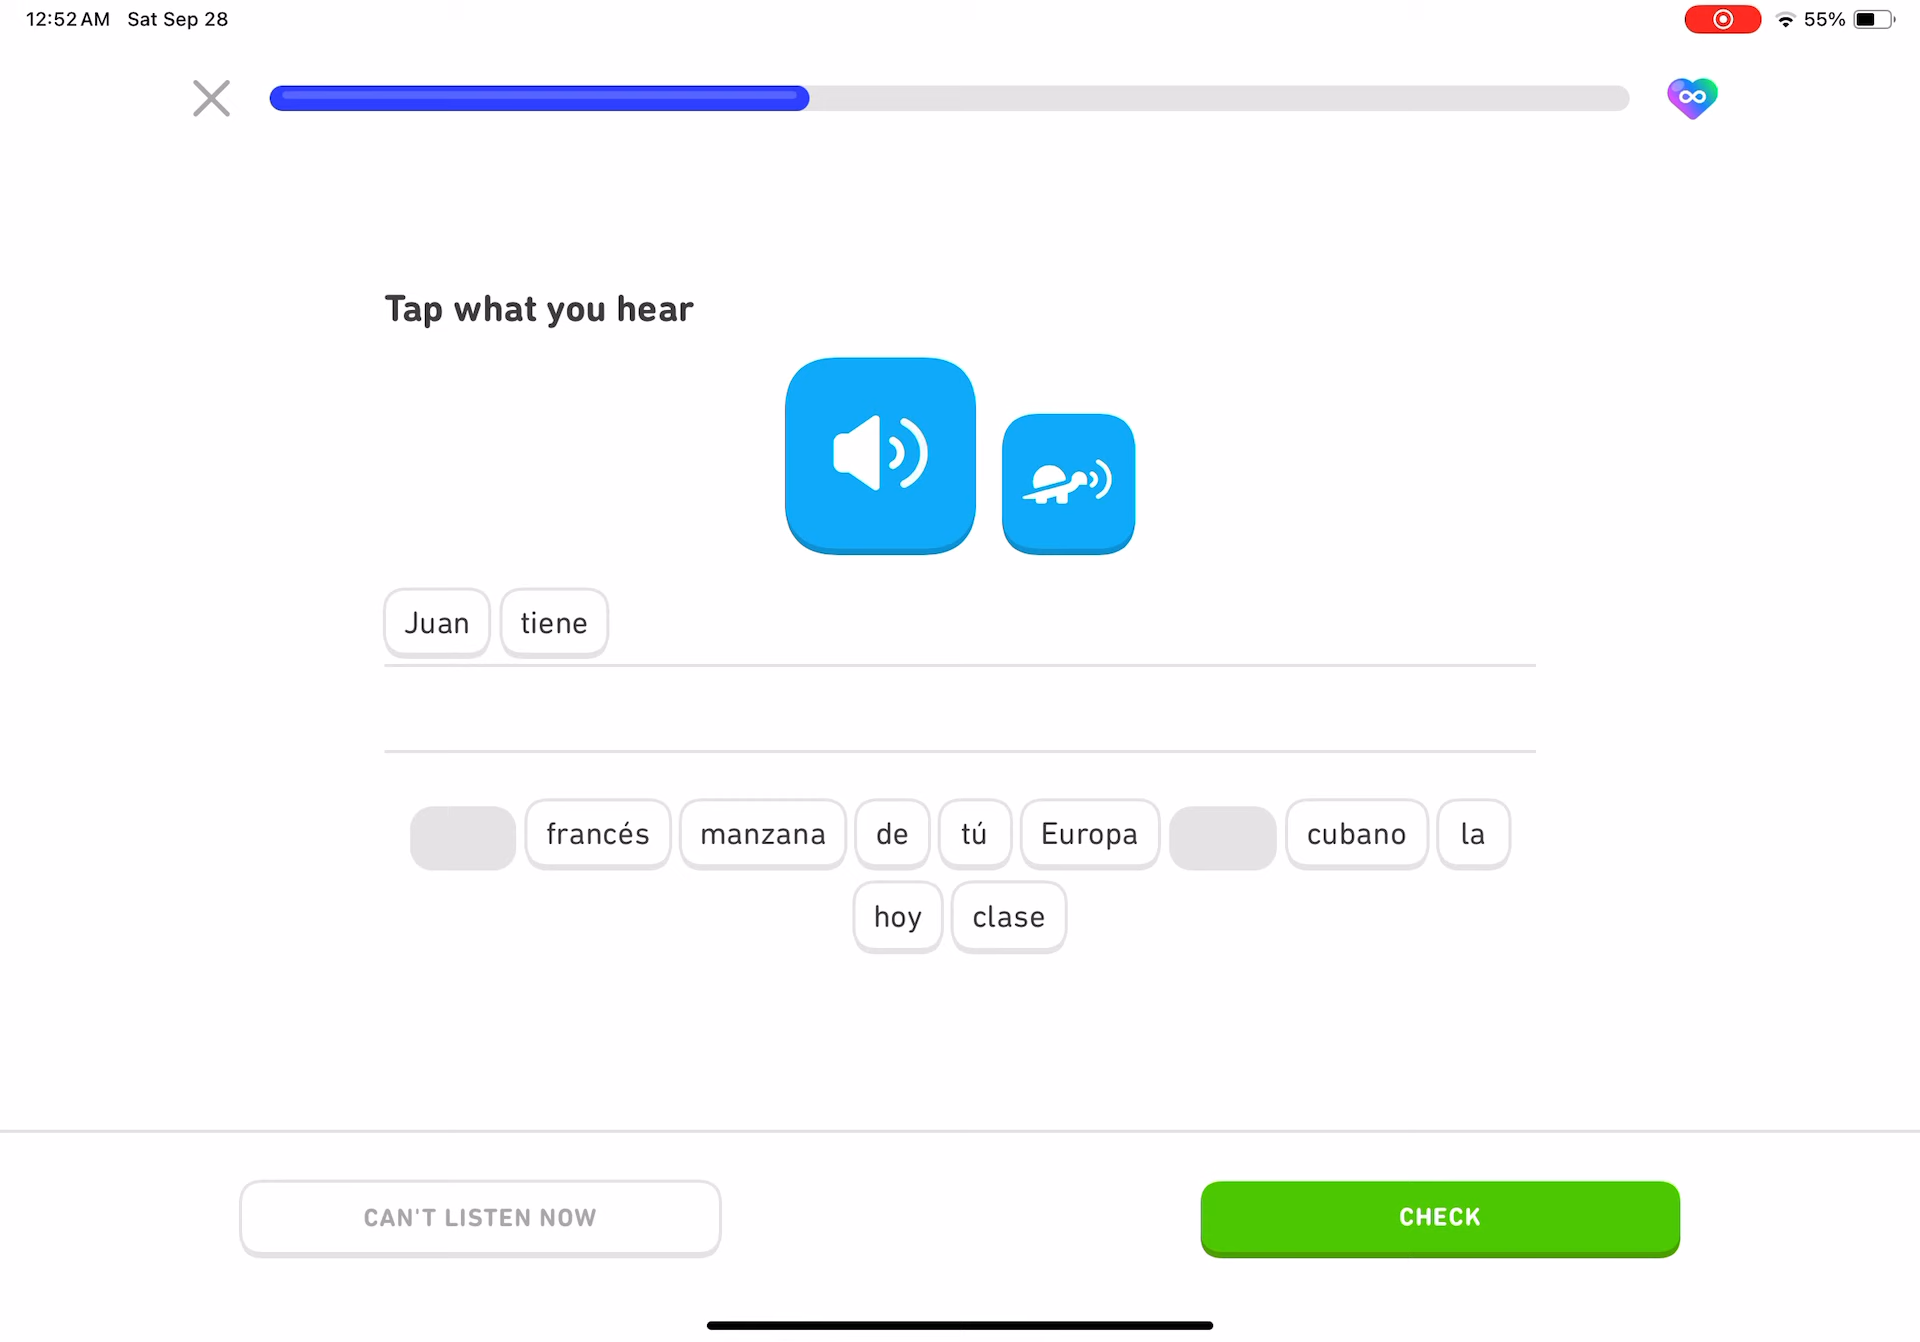 12:52 AM Sat Sep 28 55%
Tap what you hear
Juan tiene
francés manzana de tú Europa cubano la
hoy clase
CAN'T LISTEN NOW CHECK